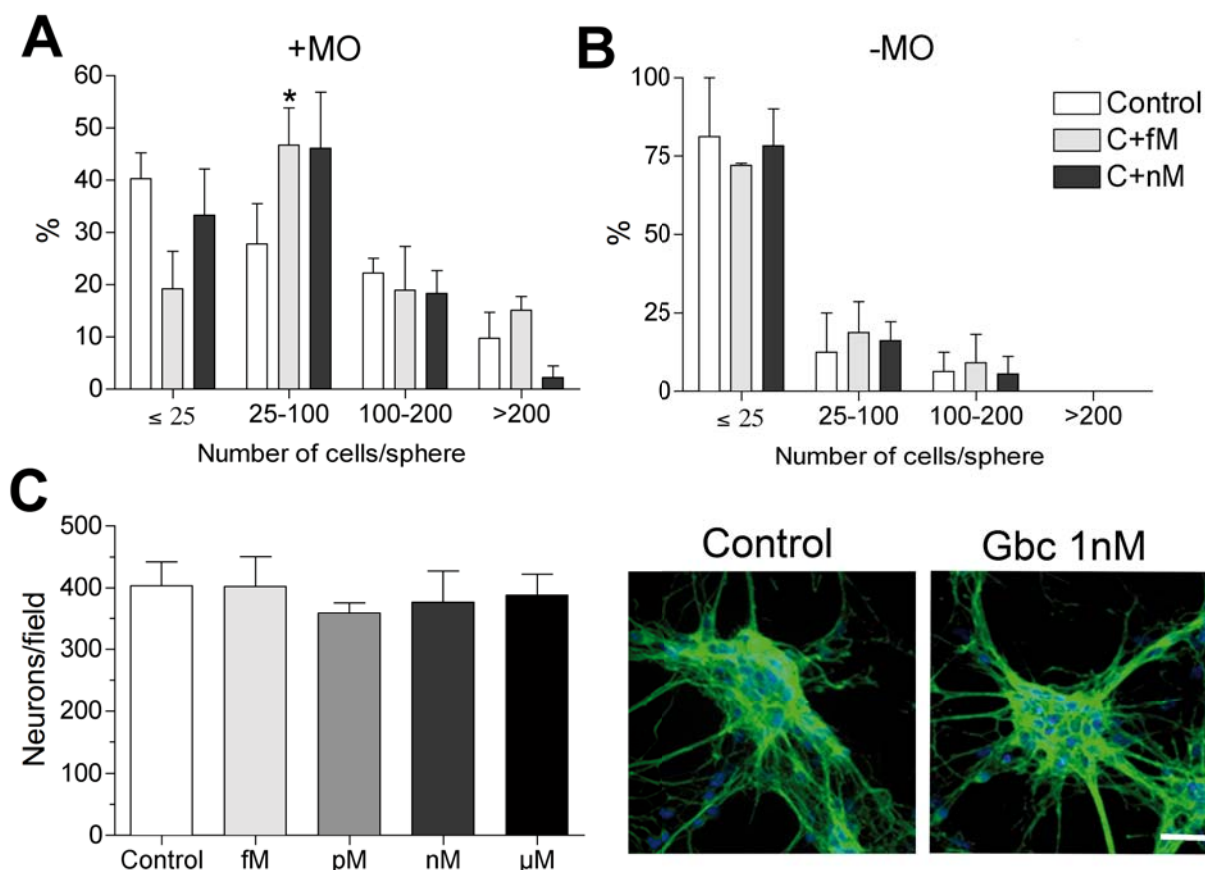 A
+MO
60
50
40
30
20
10
0
%
*
≤ 25 25-100 100-200 >200
Number of cells/sphere
B
-MO
100
75
50
25
0
%
≤ 25 25-100 100-200 >200
Number of cells/sphere
Control
C+fM
C+nM
C
500
400
300
200
100
0
Neurons/field
Control fM pM nM µM
Control
Gbc 1nM